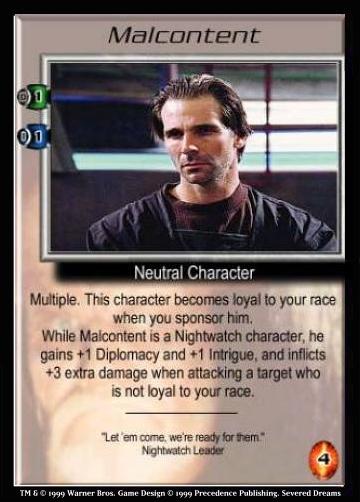 Malcontent
0 1
0 1
Neutral Character
Multiple. This character becomes loyal to your race
when you sponsor him.
While Malcontent is a Nightwatch character, he
gains +1 Diplomacy and +1 Intrigue, and inflicts
+3 extra damage when attacking a target who
is not loyal to your race.
"Let 'em come, we're ready for them."
Nightwatch Leader
4
TM & © 1999 Warner Bros. Game Design © 1999 Precedence Publishing. Severed Dreams